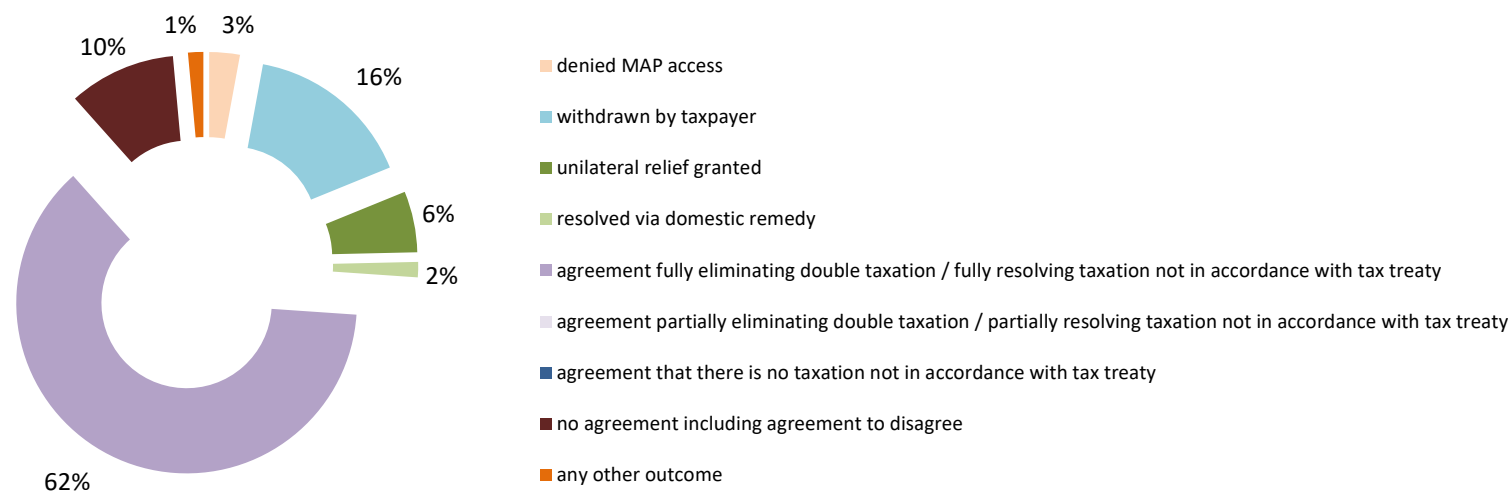 1%
3%
10%
16%
6%
2%
62%
denied MAP access
withdrawn by taxpayer
unilateral relief granted
resolved via domestic remedy
agreement fully eliminating double taxation / fully resolving taxation not in accordance with tax treaty
agreement partially eliminating double taxation / partially resolving taxation not in accordance with tax treaty
agreement that there is no taxation not in accordance with tax treaty
no agreement including agreement to disagree
any other outcome